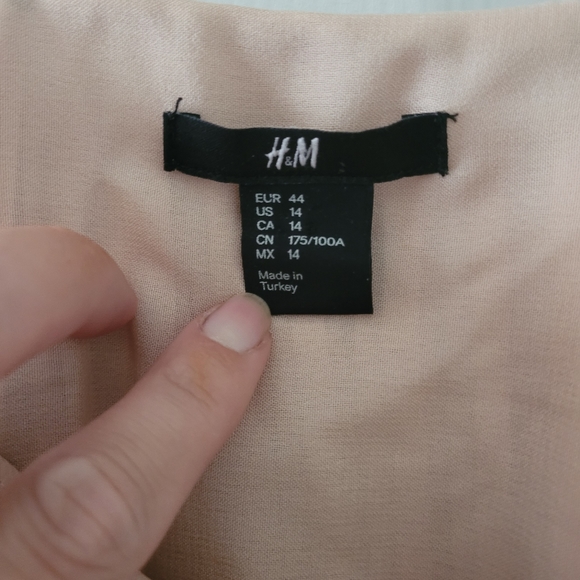 H&M
EUR 44
US 14
CA 14
CN 175/100A
MX 14
Made in
Turkey